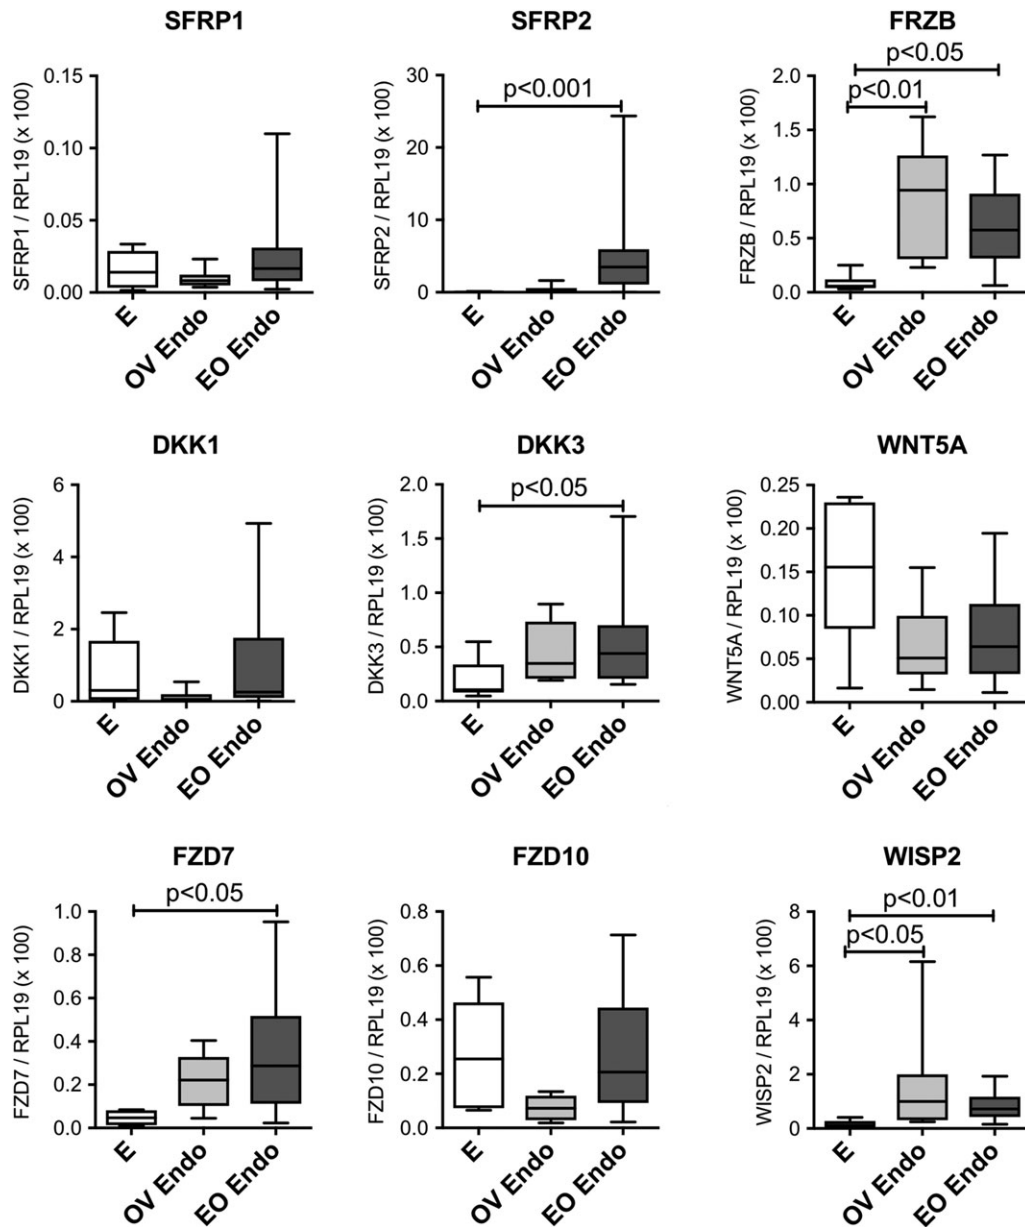 SFRP1
SFRP1 / RPL19 (x 100)
0.15
0.10
0.05
0.00
E
OV Endo
EO Endo
SFRP2
SFRP2 / RPL19 (x 100)
30
20
10
0
p<0.001
E
OV Endo
EO Endo
FRZB
FRZB / RPL19 (x 100)
2.0
1.5
1.0
0.5
0.0
p<0.05
p<0.01
E
OV Endo
EO Endo
DKK1
DKK1 / RPL19 (x 100)
6
4
2
0
E
OV Endo
EO Endo
DKK3
DKK3 / RPL19 (x 100)
2.0
1.5
1.0
0.5
0.0
p<0.05
E
OV Endo
EO Endo
WNT5A
WNT5A / RPL19 (x 100)
0.25
0.20
0.15
0.10
0.05
0.00
E
OV Endo
EO Endo
FZD7
FZD7 / RPL19 (x 100)
1.0
0.8
0.6
0.4
0.2
0.0
p<0.05
E
OV Endo
EO Endo
FZD10
FZD10 / RPL19 (x 100)
0.8
0.6
0.4
0.2
0.0
E
OV Endo
EO Endo
WISP2
WISP2 / RPL19 (x 100)
8
6
4
2
0
p<0.01
p<0.05
E
OV Endo
EO Endo